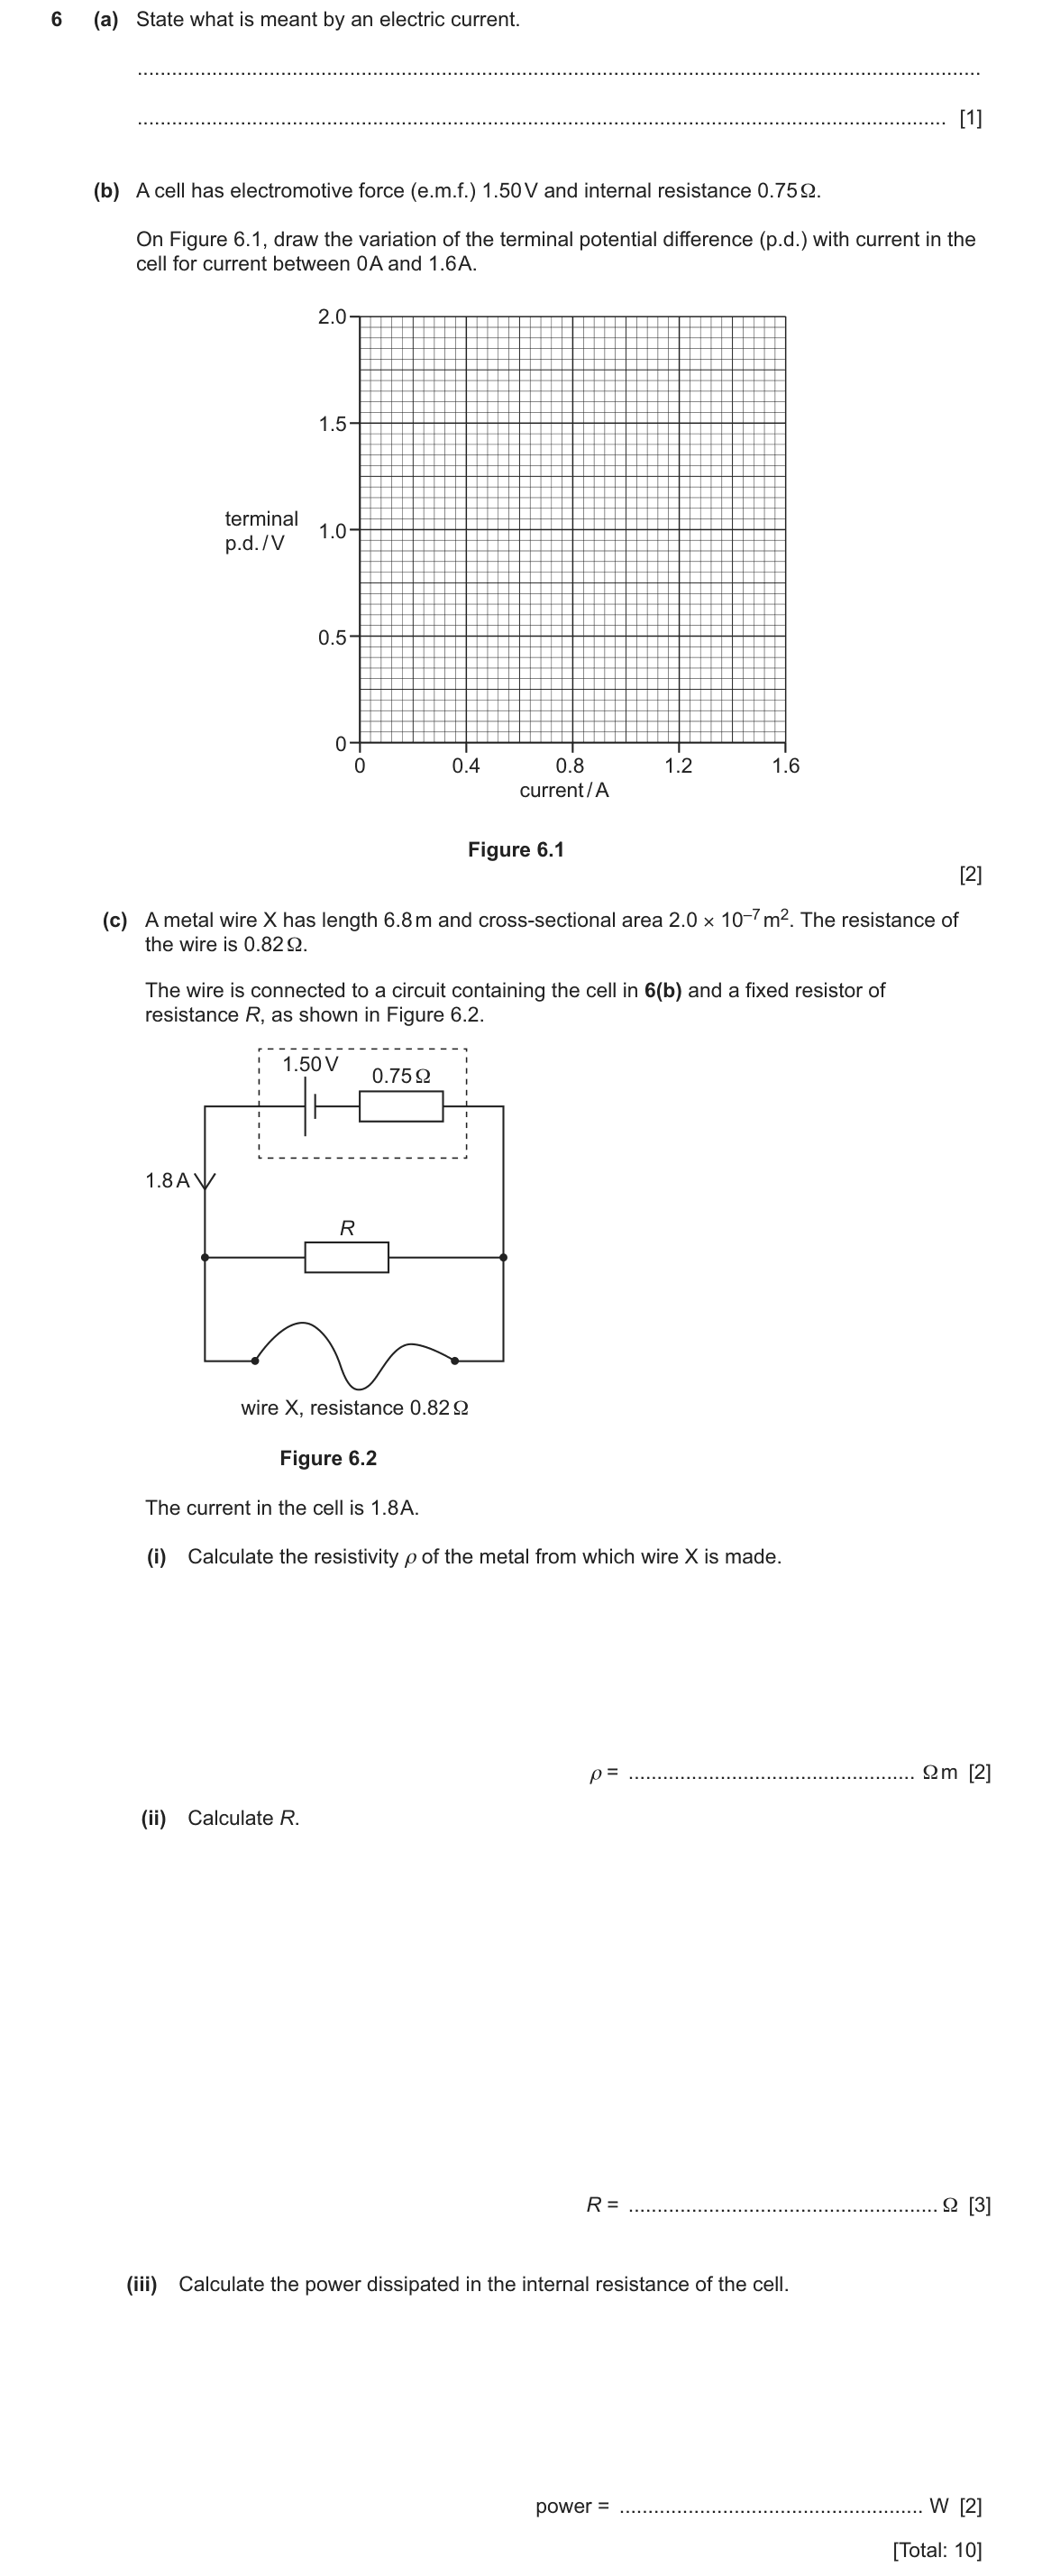 6 (a) State what is meant by an electric current.
....................................................................................................................................................
.............................................................................................................................................. [1]
(b) A cell has electromotive force (e.m.f.) 1.50 V and internal resistance 0.75 Ω.
On Figure 6.1, draw the variation of the terminal potential difference (p.d.) with current in the
cell for current between 0 A and 1.6 A.
2.0
1.5
terminal
p.d. / V
1.0
0.5
0
0 0.4 0.8 1.2 1.6
current / A
Figure 6.1
[2]
(c) A metal wire X has length 6.8 m and cross-sectional area 2.0 × 10⁻⁷ m². The resistance of
the wire is 0.82 Ω.
The wire is connected to a circuit containing the cell in 6(b) and a fixed resistor of
resistance R, as shown in Figure 6.2.
1.50 V
0.75 Ω
1.8 A
R
wire X, resistance 0.82 Ω
Figure 6.2
The current in the cell is 1.8 A.
(i) Calculate the resistivity ρ of the metal from which wire X is made.
ρ = .................................................. Ω m [2]
(ii) Calculate R.
R = ...................................................... Ω [3]
(iii) Calculate the power dissipated in the internal resistance of the cell.
power = ..................................................... W [2]
[Total: 10]